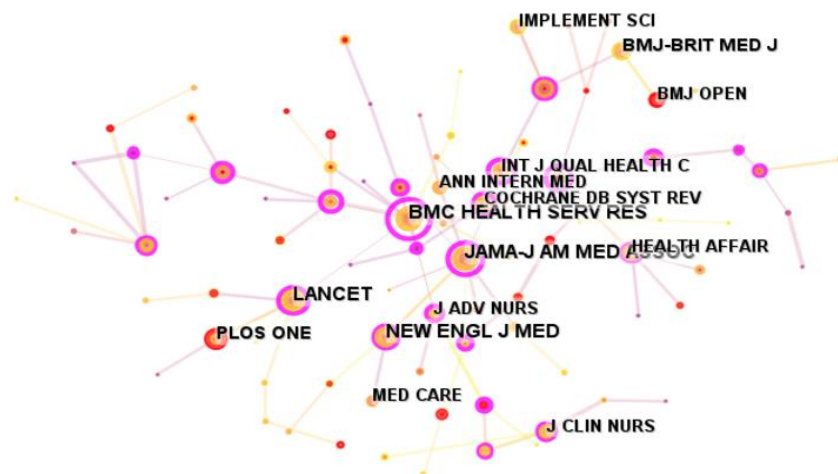 IMPLEMENT SCI
BMJ-BRIT MED J
BMJ OPEN
INT J QUAL HEALTH C
ANN INTERN MED
COCHRANE DB SYST REV
BMC HEALTH SERV RES
JAMA-J AM MED ASSOC
HEALTH AFFAIR
LANCET
J ADV NURS
PLOS ONE
NEW ENGL J MED
MED CARE
J CLIN NURS